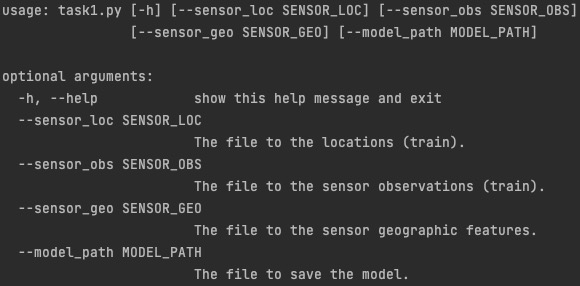 usage: task1.py [-h] [--sensor_loc SENSOR_LOC] [--sensor_obs SENSOR_OBS]
                [--sensor_geo SENSOR_GEO] [--model_path MODEL_PATH]

optional arguments:
  -h, --help            show this help message and exit
  --sensor_loc SENSOR_LOC
                        The file to the locations (train).
  --sensor_obs SENSOR_OBS
                        The file to the sensor observations (train).
  --sensor_geo SENSOR_GEO
                        The file to the sensor geographic features.
  --model_path MODEL_PATH
                        The file to save the model.